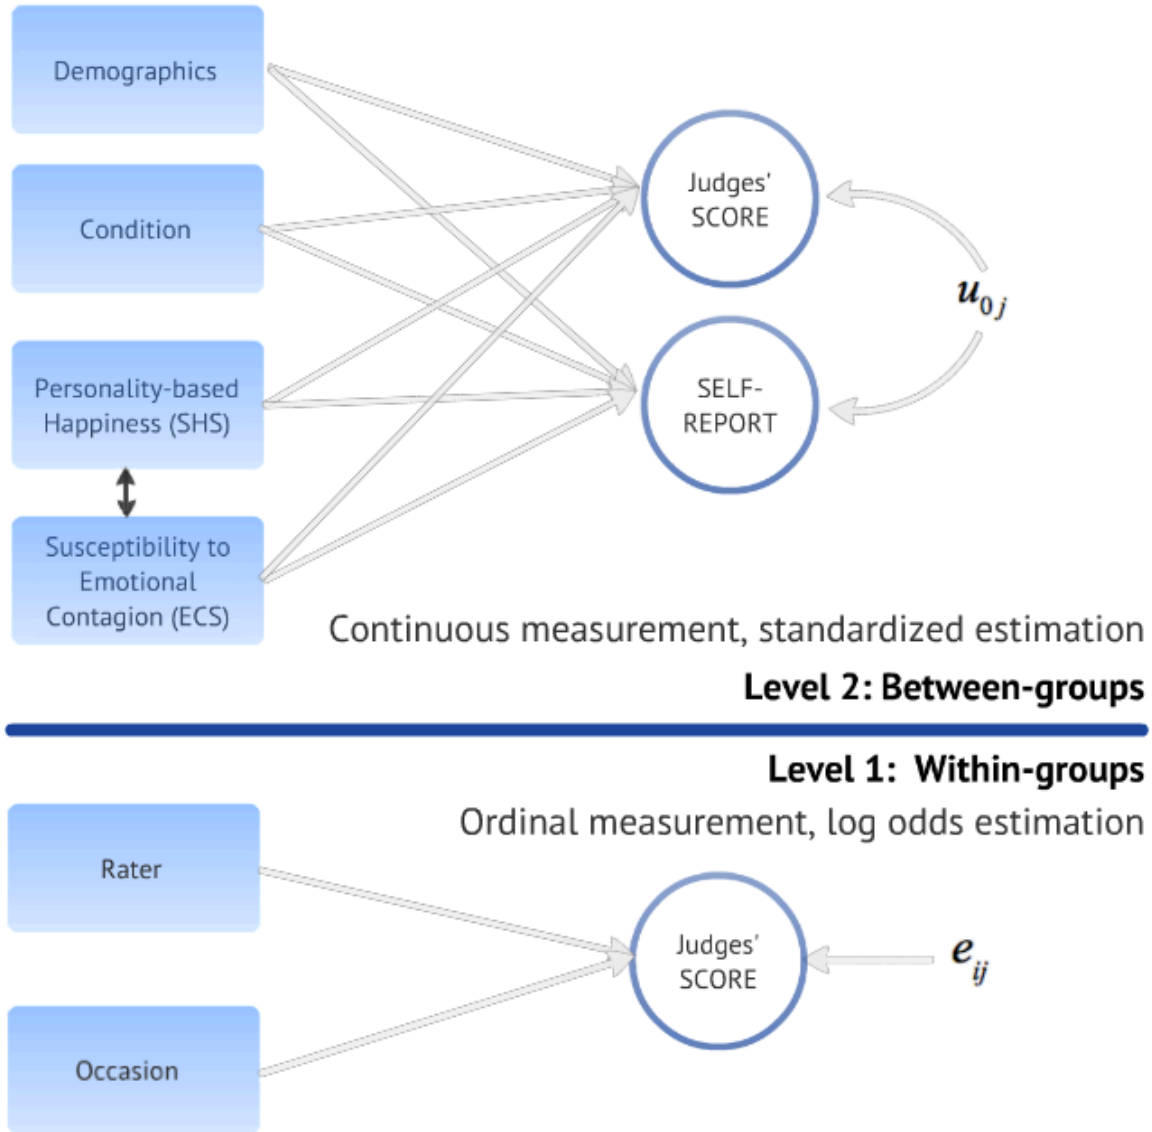 Demographics
Condition
Personality-based
Happiness (SHS)
Susceptibility to
Emotional
Contagion (ECS)
Judges'
SCORE
SELF-
REPORT
u0j
Continuous measurement, standardized estimation
Level 2: Between-groups
Level 1: Within-groups
Ordinal measurement, log odds estimation
Rater
Occasion
Judges'
SCORE
eij